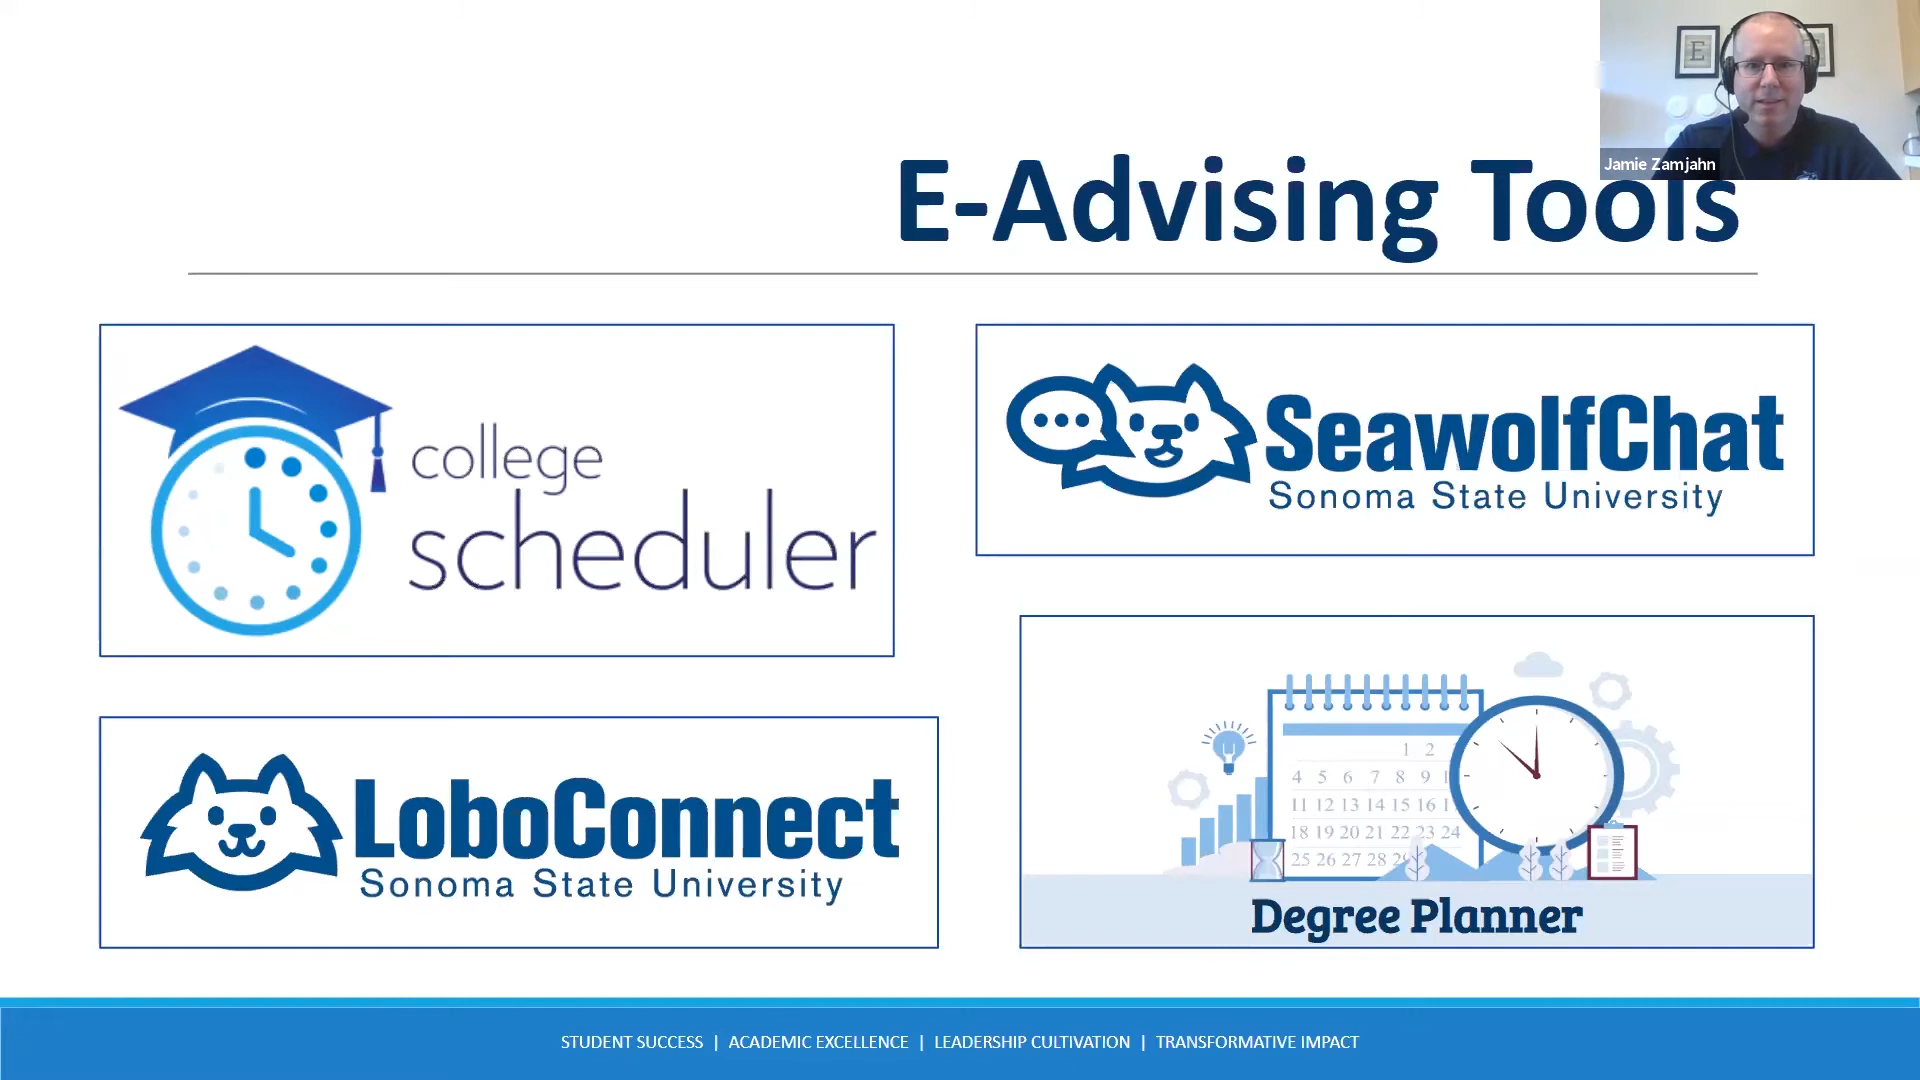 E
Jamie Zamjahn
E-Advising Tools
college
scheduler
SeawolfChat
Sonoma State University
LoboConnect
Sonoma State University
1 2
4 5 6 7 8 9
11 12 13 14 15 16
18 19 20 21 22 23 24
25 26 27 28
Degree Planner
STUDENT SUCCESS | ACADEMIC EXCELLENCE | LEADERSHIP CULTIVATION | TRANSFORMATIVE IMPACT